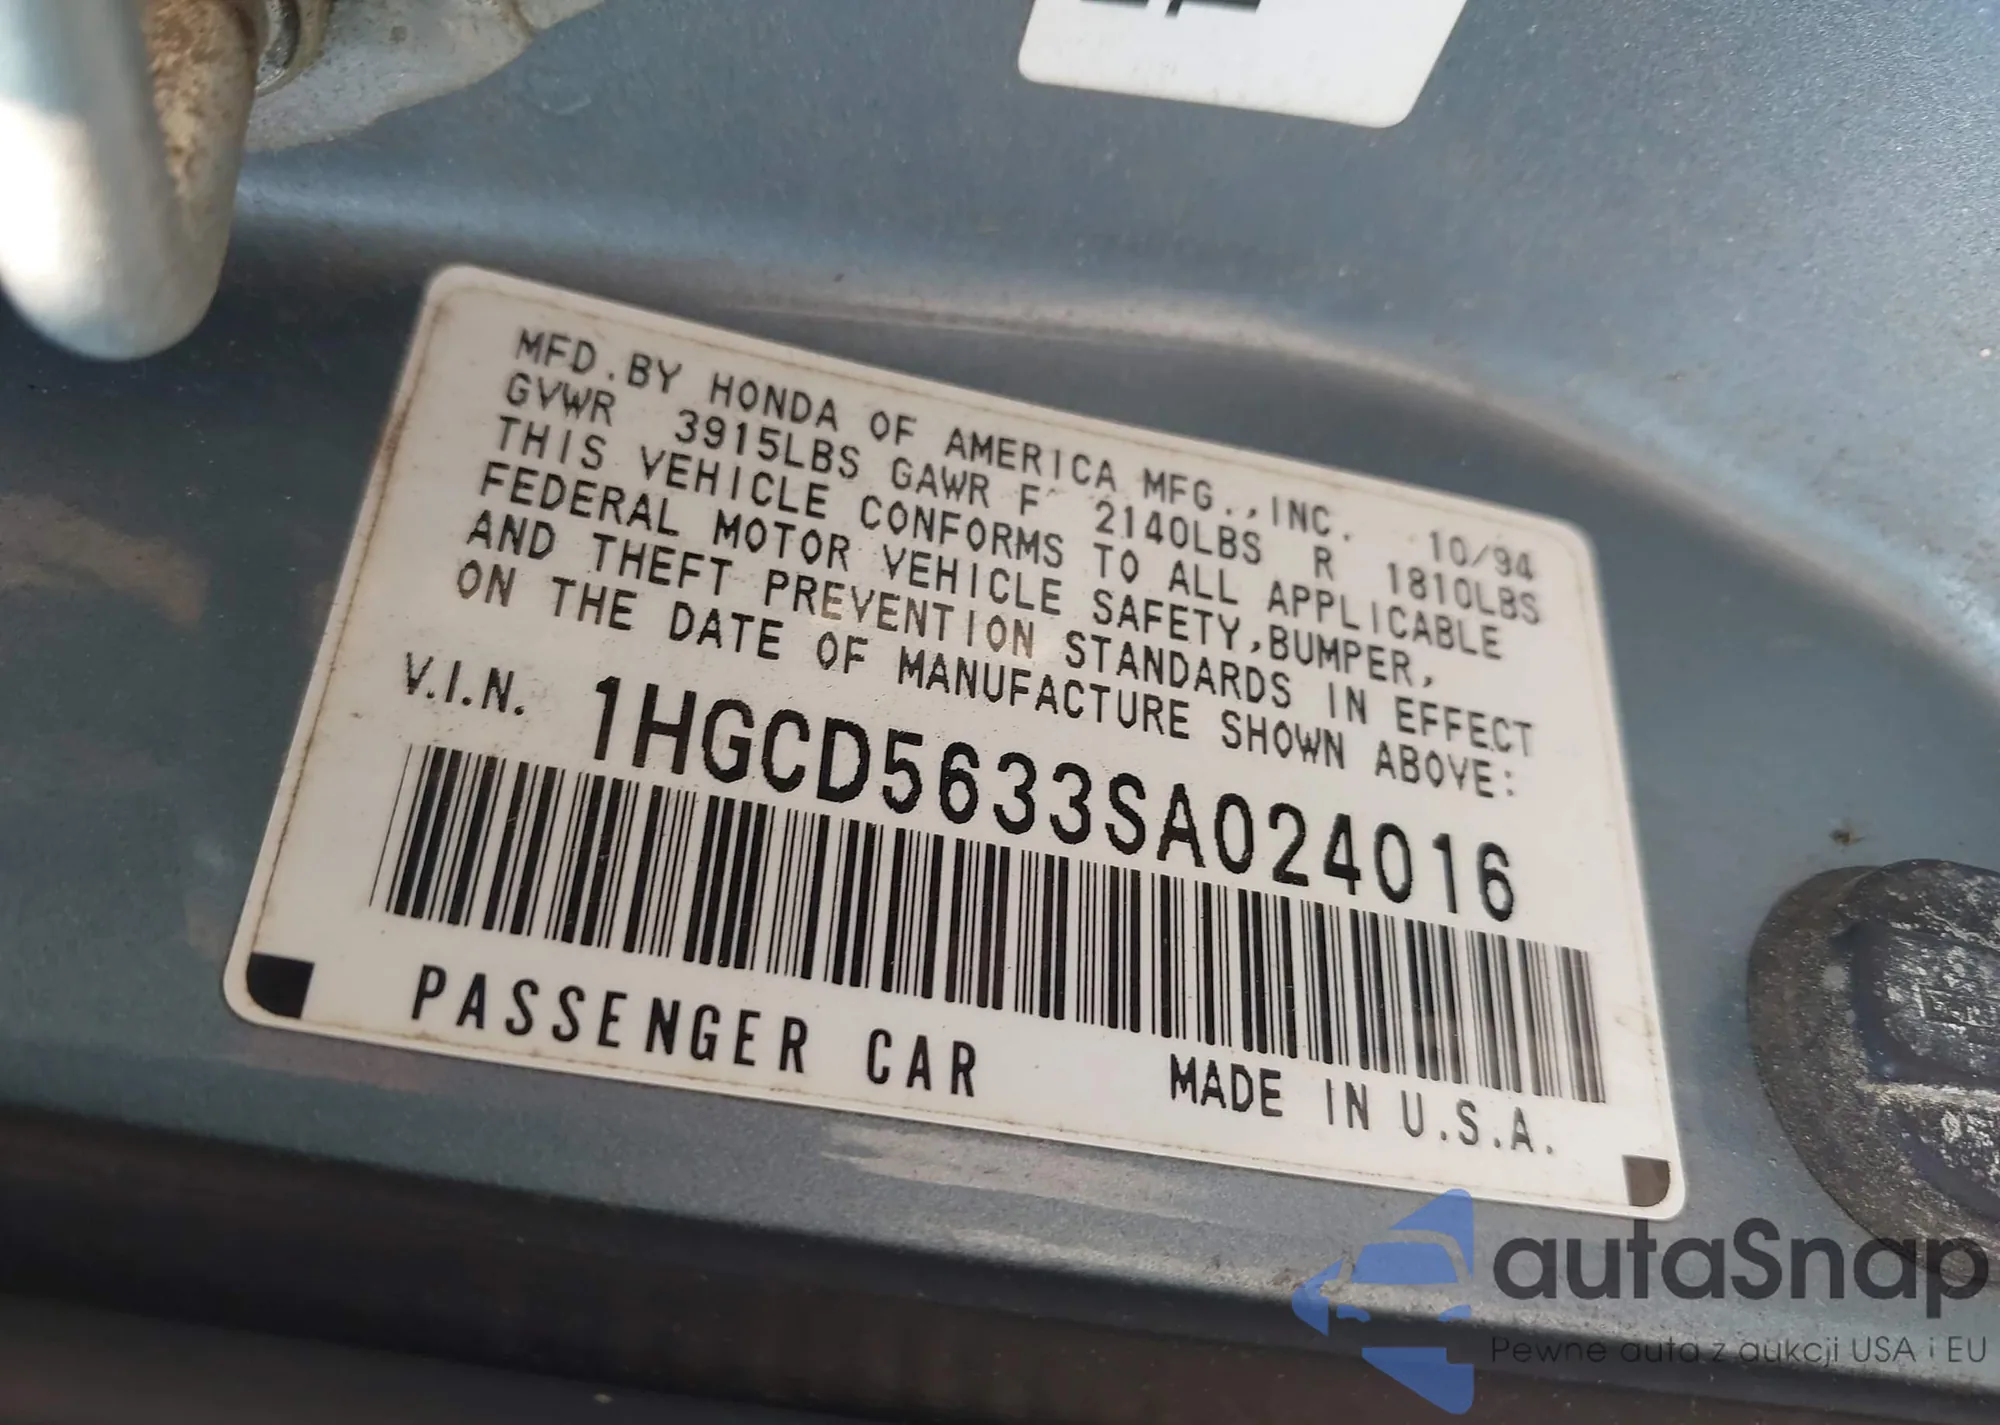 MFD.BY HONDA OF AMERICA MFG.,INC. 10/94
GVWR 3915LBS GAWR F 2140LBS R 1810LBS
THIS VEHICLE CONFORMS TO ALL APPLICABLE
FEDERAL MOTOR VEHICLE SAFETY,BUMPER,
AND THEFT PREVENTION STANDARDS IN EFFECT
ON THE DATE OF MANUFACTURE SHOWN ABOVE:
V.I.N. 1HGCD5633SA024016
PASSENGER CAR MADE IN U.S.A.
autaSnap
Pewne auta z aukcji USA i EU